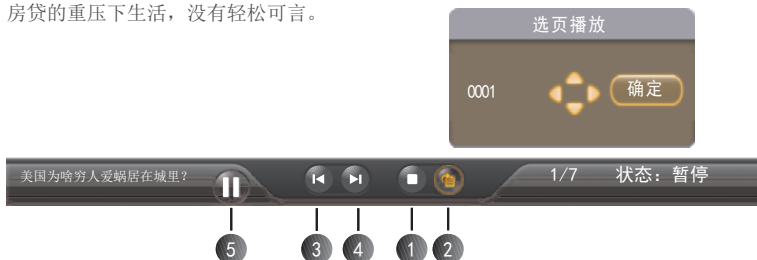 房贷的重压下生活，没有轻松可言。
选页播放
0001
确定
美国为啥穷人爱蜗居在城里？
1/7
状态：暂停
5
3
4
1
2